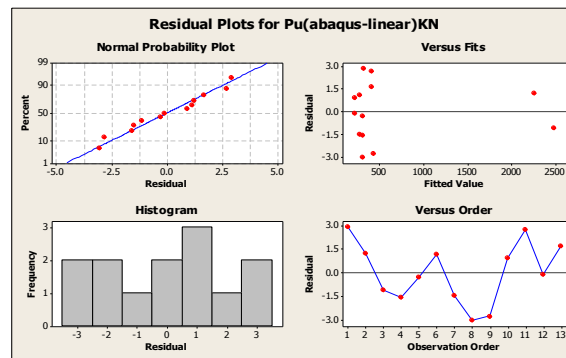 Residual Plots for Pu(abaqus-linear)KN
Normal Probability Plot
Percent
99
90
50
10
1
-5.0 -2.5 0.0 2.5 5.0
Residual
Versus Fits
Residual
3.0
1.5
0.0
-1.5
-3.0
500 1000 1500 2000 2500
Fitted Value
Histogram
Frequency
3
2
1
0
-3 -2 -1 0 1 2 3
Residual
Versus Order
Residual
3.0
1.5
0.0
-1.5
-3.0
1 2 3 4 5 6 7 8 9 10 11 12 13
Observation Order